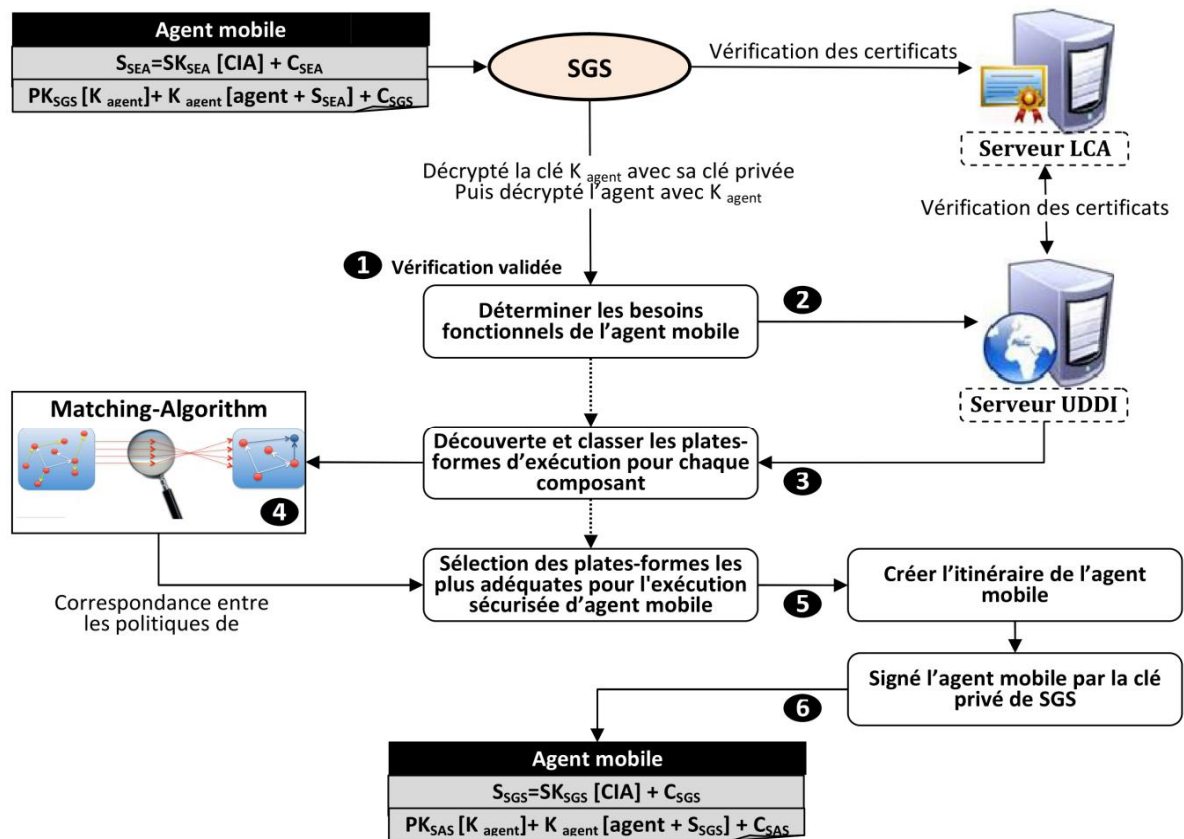 Agent mobile
S_SEA=SK_SEA [CIA] + C_SEA
PK_SGS [K agent]+ K agent [agent + S_SEA] + C_SGS
SGS
Vérification des certificats
Serveur LCA
Décrypté la clé K agent avec sa clé privée
Puis décrypté l'agent avec K agent
Vérification des certificats
1 Vérification validée
Déterminer les besoins
fonctionnels de l'agent mobile
2
Serveur UDDI
Matching-Algorithm
4
Découverte et classer les plates-
formes d'exécution pour chaque
composant
3
Correspondance entre
les politiques de
Sélection des plates-formes les
plus adéquates pour l'exécution
sécurisée d'agent mobile
5
Créer l'itinéraire de l'agent
mobile
Signé l'agent mobile par la clé
privé de SGS
6
Agent mobile
S_SGS=SK_SGS [CIA] + C_SGS
PK_SAS [K agent]+ K agent [agent + S_SGS] + C_SAS